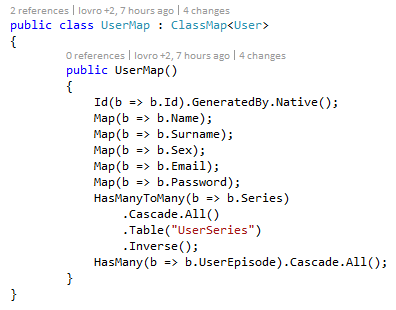 2 references | lovro +2, 7 hours ago | 4 changes
public class UserMap : ClassMap<User>
{
0 references | lovro +2, 7 hours ago | 4 changes
public UserMap()
{
Id(b => b.Id).GeneratedBy.Native();
Map(b => b.Name);
Map(b => b.Surname);
Map(b => b.Sex);
Map(b => b.Email);
Map(b => b.Password);
HasManyToMany(b => b.Series)
.Cascade.All()
.Table("UserSeries")
.Inverse();
HasMany(b => b.UserEpisode).Cascade.All();
}
}